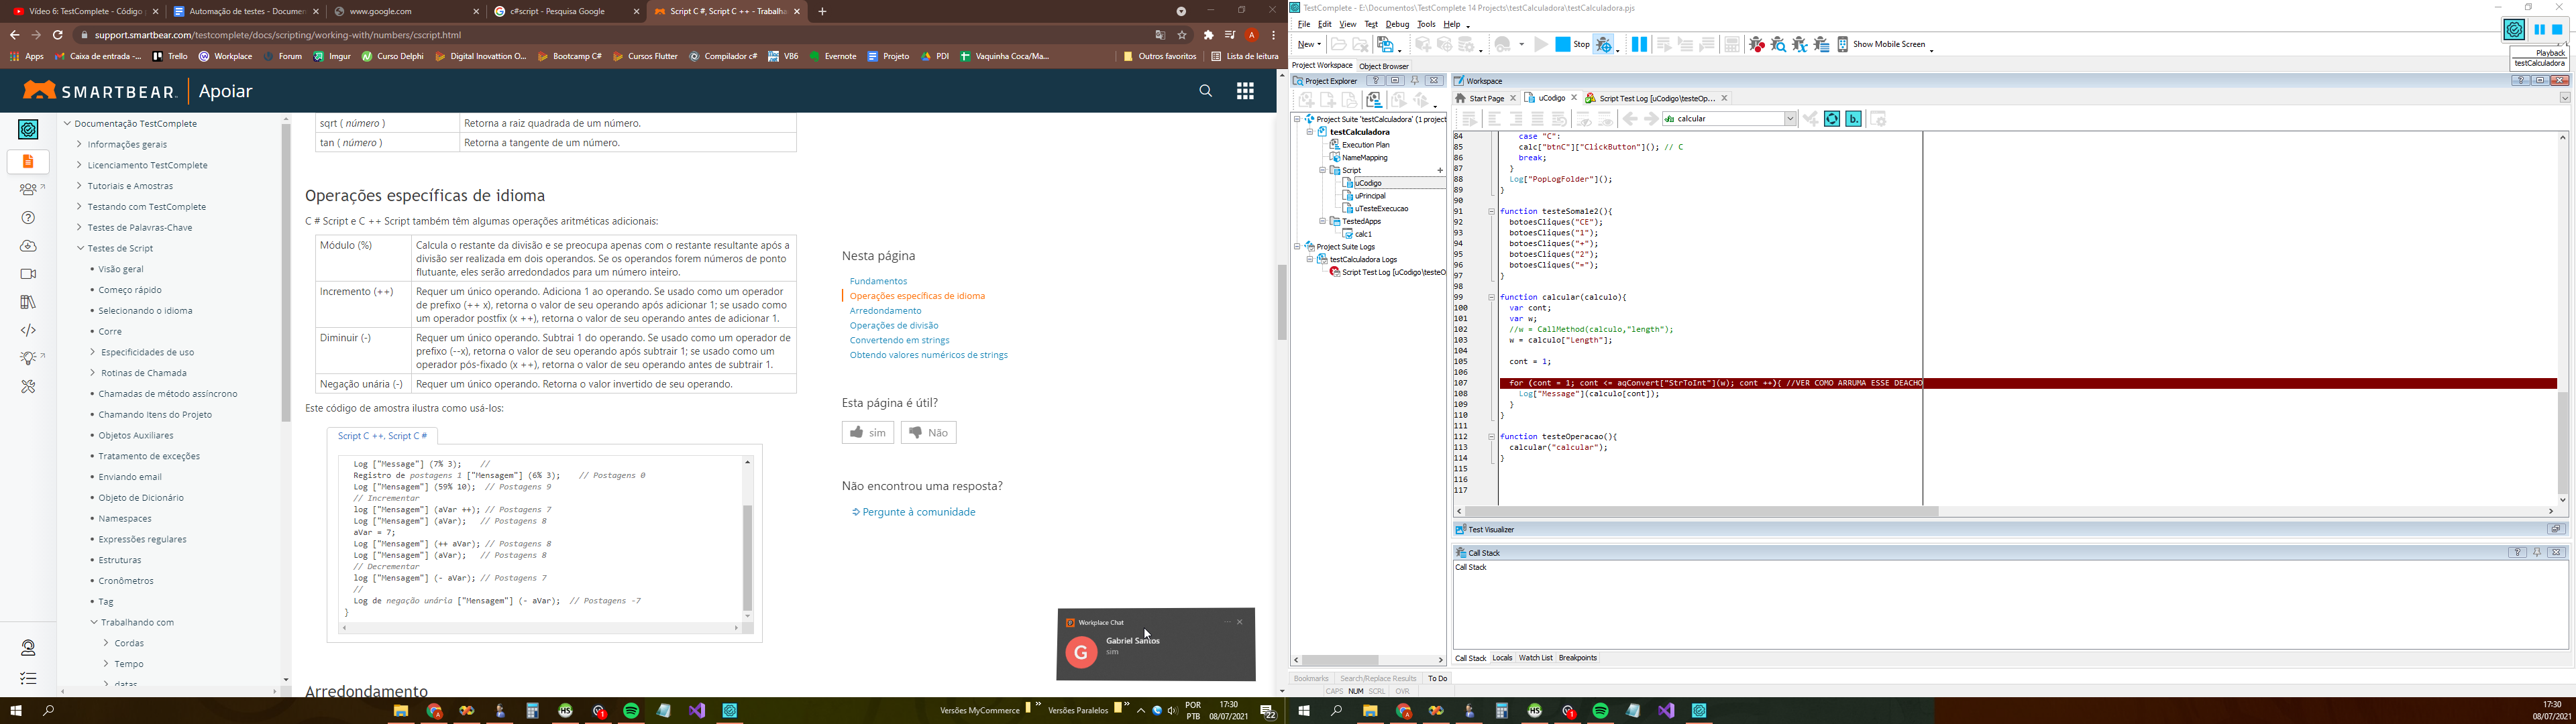 Vídeo 6: TestComplete - Código
Automação de testes - Documen
www.google.com
c#script - Pesquisa Google
Script C #, Script C ++ - Trabalha
support.smartbear.com/testcomplete/docs/scripting/working-with/numbers/cscript.html
Apps
Caixa de entrada -...
Trello
Workplace
Forum
Imgur
Curso Delphi
Digital Inovattion O...
Bootcamp C#
Cursos Flutter
Compilador c#
VB6
Evernote
Projeto
PDI
Vaquinha Coca/Ma...
Outros favoritos
Lista de leitura
SMARTBEAR
Apoiar
Documentação TestComplete
Informações gerais
Licenciamento TestComplete
Tutoriais e Amostras
Testando com TestComplete
Testes de Palavras-Chave
Testes de Script
Visão geral
Começo rápido
Selecionando o idioma
Corre
Especificidades de uso
Rotinas de Chamada
Chamadas de método assíncrono
Chamando Itens do Projeto
Objetos Auxiliares
Tratamento de exceções
Enviando email
Objeto de Dicionário
Namespaces
Expressões regulares
Estruturas
Cronômetros
Tag
Trabalhando com
Cordas
Tempo
datas
sqrt ( número ) Retorna a raiz quadrada de um número.
tan ( número ) Retorna a tangente de um número.
Operações específicas de idioma
C # Script e C ++ Script também têm algumas operações aritméticas adicionais:
Módulo (%) Calcula o restante da divisão e se preocupa apenas com o restante resultante após a
divisão ser realizada em dois operandos. Se os operandos forem números de ponto
flutuante, eles serão arredondados para um número inteiro.
Incremento (++) Requer um único operando. Adiciona 1 ao operando. Se usado como um operador
de prefixo (++ x), retorna o valor de seu operando após adicionar 1; se usado como
um operador postfix (x ++), retorna o valor de seu operando antes de adicionar 1.
Diminuir (-) Requer um único operando. Subtrai 1 do operando. Se usado como um operador de
prefixo (--x), retorna o valor de seu operando após subtrair 1; se usado como um
operador pós-fixado (x ++), retorna o valor de seu operando antes de subtrair 1.
Negação unária (-) Requer um único operando. Retorna o valor invertido de seu operando.
Este código de amostra ilustra como usá-los:
Script C ++, Script C #
Log ["Message"] (7% 3); //
Registro de postagens 1 ["Mensagem"] (6% 3); // Postagens 0
Log ["Mensagem"] (59% 10); // Postagens 9
// Incrementar
log ["Mensagem"] (aVar ++); // Postagens 7
Log ["Mensagem"] (aVar); // Postagens 8
aVar = 7;
Log ["Mensagem"] (++ aVar); // Postagens 8
Log ["Mensagem"] (aVar); // Postagens 8
// Decrementar
log ["Mensagem"] (- aVar); // Postagens 7
//
Log de negação unária ["Mensagem"] (- aVar); // Postagens -7
}
Arredondamento
Nesta página
Fundamentos
Operações específicas de idioma
Arredondamento
Operações de divisão
Convertendo em strings
Obtendo valores numéricos de strings
Esta página é útil?
sim
Não
Não encontrou uma resposta?
Pergunte à comunidade
Workplace Chat
G
Gabriel Santos
sim
Versões MyCommerce
Versões Paralelos
POR
PTB
17:30
08/07/2021
22
TestComplete - E:\Documentos\TestComplete 14 Projects\testCalculadora\testCalculadora.pjs
File Edit View Test Debug Tools Help
New
Stop
Show Mobile Screen
Playback
testCalculadora
Project Workspace
Object Browser
Project Explorer
Project Suite 'testCalculadora' (1 project
testCalculadora
Execution Plan
NameMapping
Script
uCodigo
uPrincipal
uTesteExecucao
TestedApps
calc1
Project Suite Logs
testCalculadora Logs
Script Test Log [uCodigo\testeO
Workspace
Start Page
uCodigo
Script Test Log [uCodigo\testeOp...
calcular
84 case "C":
85 calc["btnC"]["ClickButton"](); // C
86 break;
87 }
88 Log["PopLogFolder"]();
89 }
90
91 function testeSoma1e2(){
92 botoesCliques("CE");
93 botoesCliques("1");
94 botoesCliques("+");
95 botoesCliques("2");
96 botoesCliques("=");
97 }
98
99 function calcular(calculo){
100 var cont;
101 var w;
102 //w = CallMethod(calculo,"length");
103 w = calculo["Length"];
104
105 cont = 1;
106
107 for (cont = 1; cont <= aqConvert["StrToInt"](w); cont ++){ //VER COMO ARRUMA ESSE DEACHO
108 Log["Message"](calculo[cont]);
109 }
110 }
111
112 function testeOperacao(){
113 calcular("calcular");
114 }
115
116
117
Test Visualizer
Call Stack
Call Stack
Call Stack Locals Watch List Breakpoints
Bookmarks Search/Replace Results To Do
CAPS NUM SCRL OVR
17:30
08/07/2021